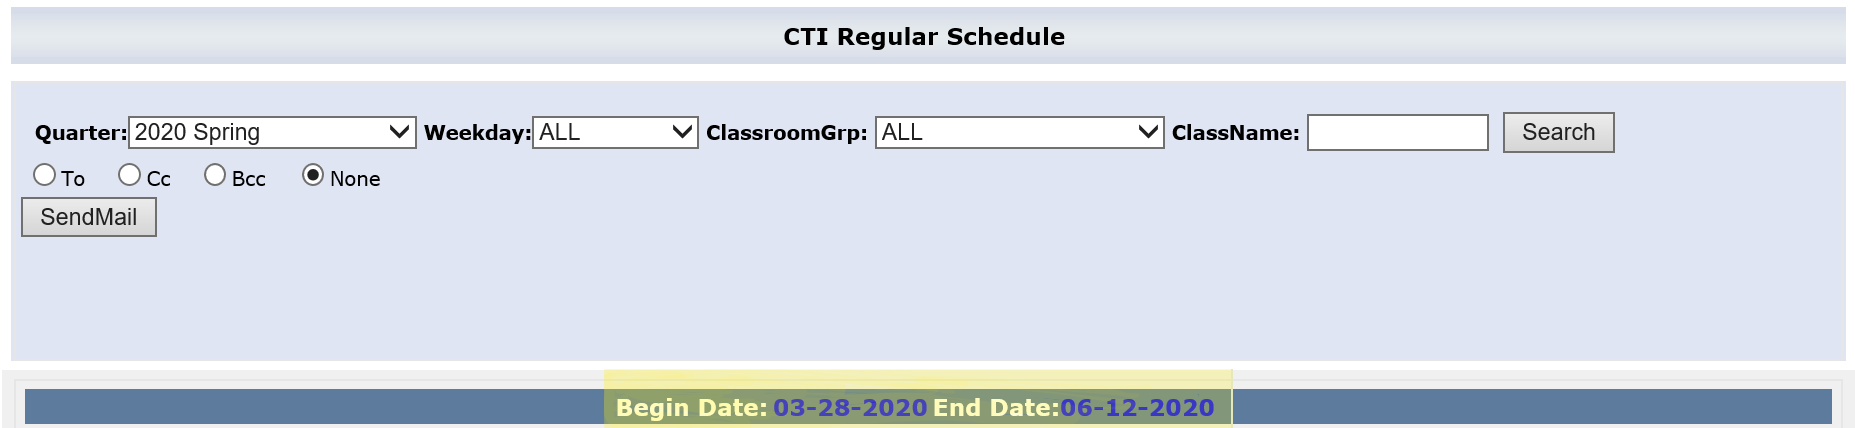 CTI Regular Schedule
Quarter: 2020 Spring Weekday: ALL ClassroomGrp: ALL ClassName: Search
To Cc Bcc None
SendMail
Begin Date: 03-28-2020 End Date:06-12-2020